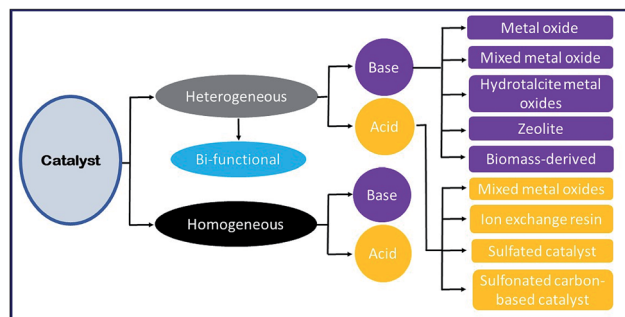 Catalyst
Heterogeneous
Bi-functional
Homogeneous
Base
Acid
Base
Acid
Metal oxide
Mixed metal oxide
Hydrotalcite metal
oxides
Zeolite
Biomass-derived
Mixed metal oxides
Ion exchange resin
Sulfated catalyst
Sulfonated carbon-
based catalyst